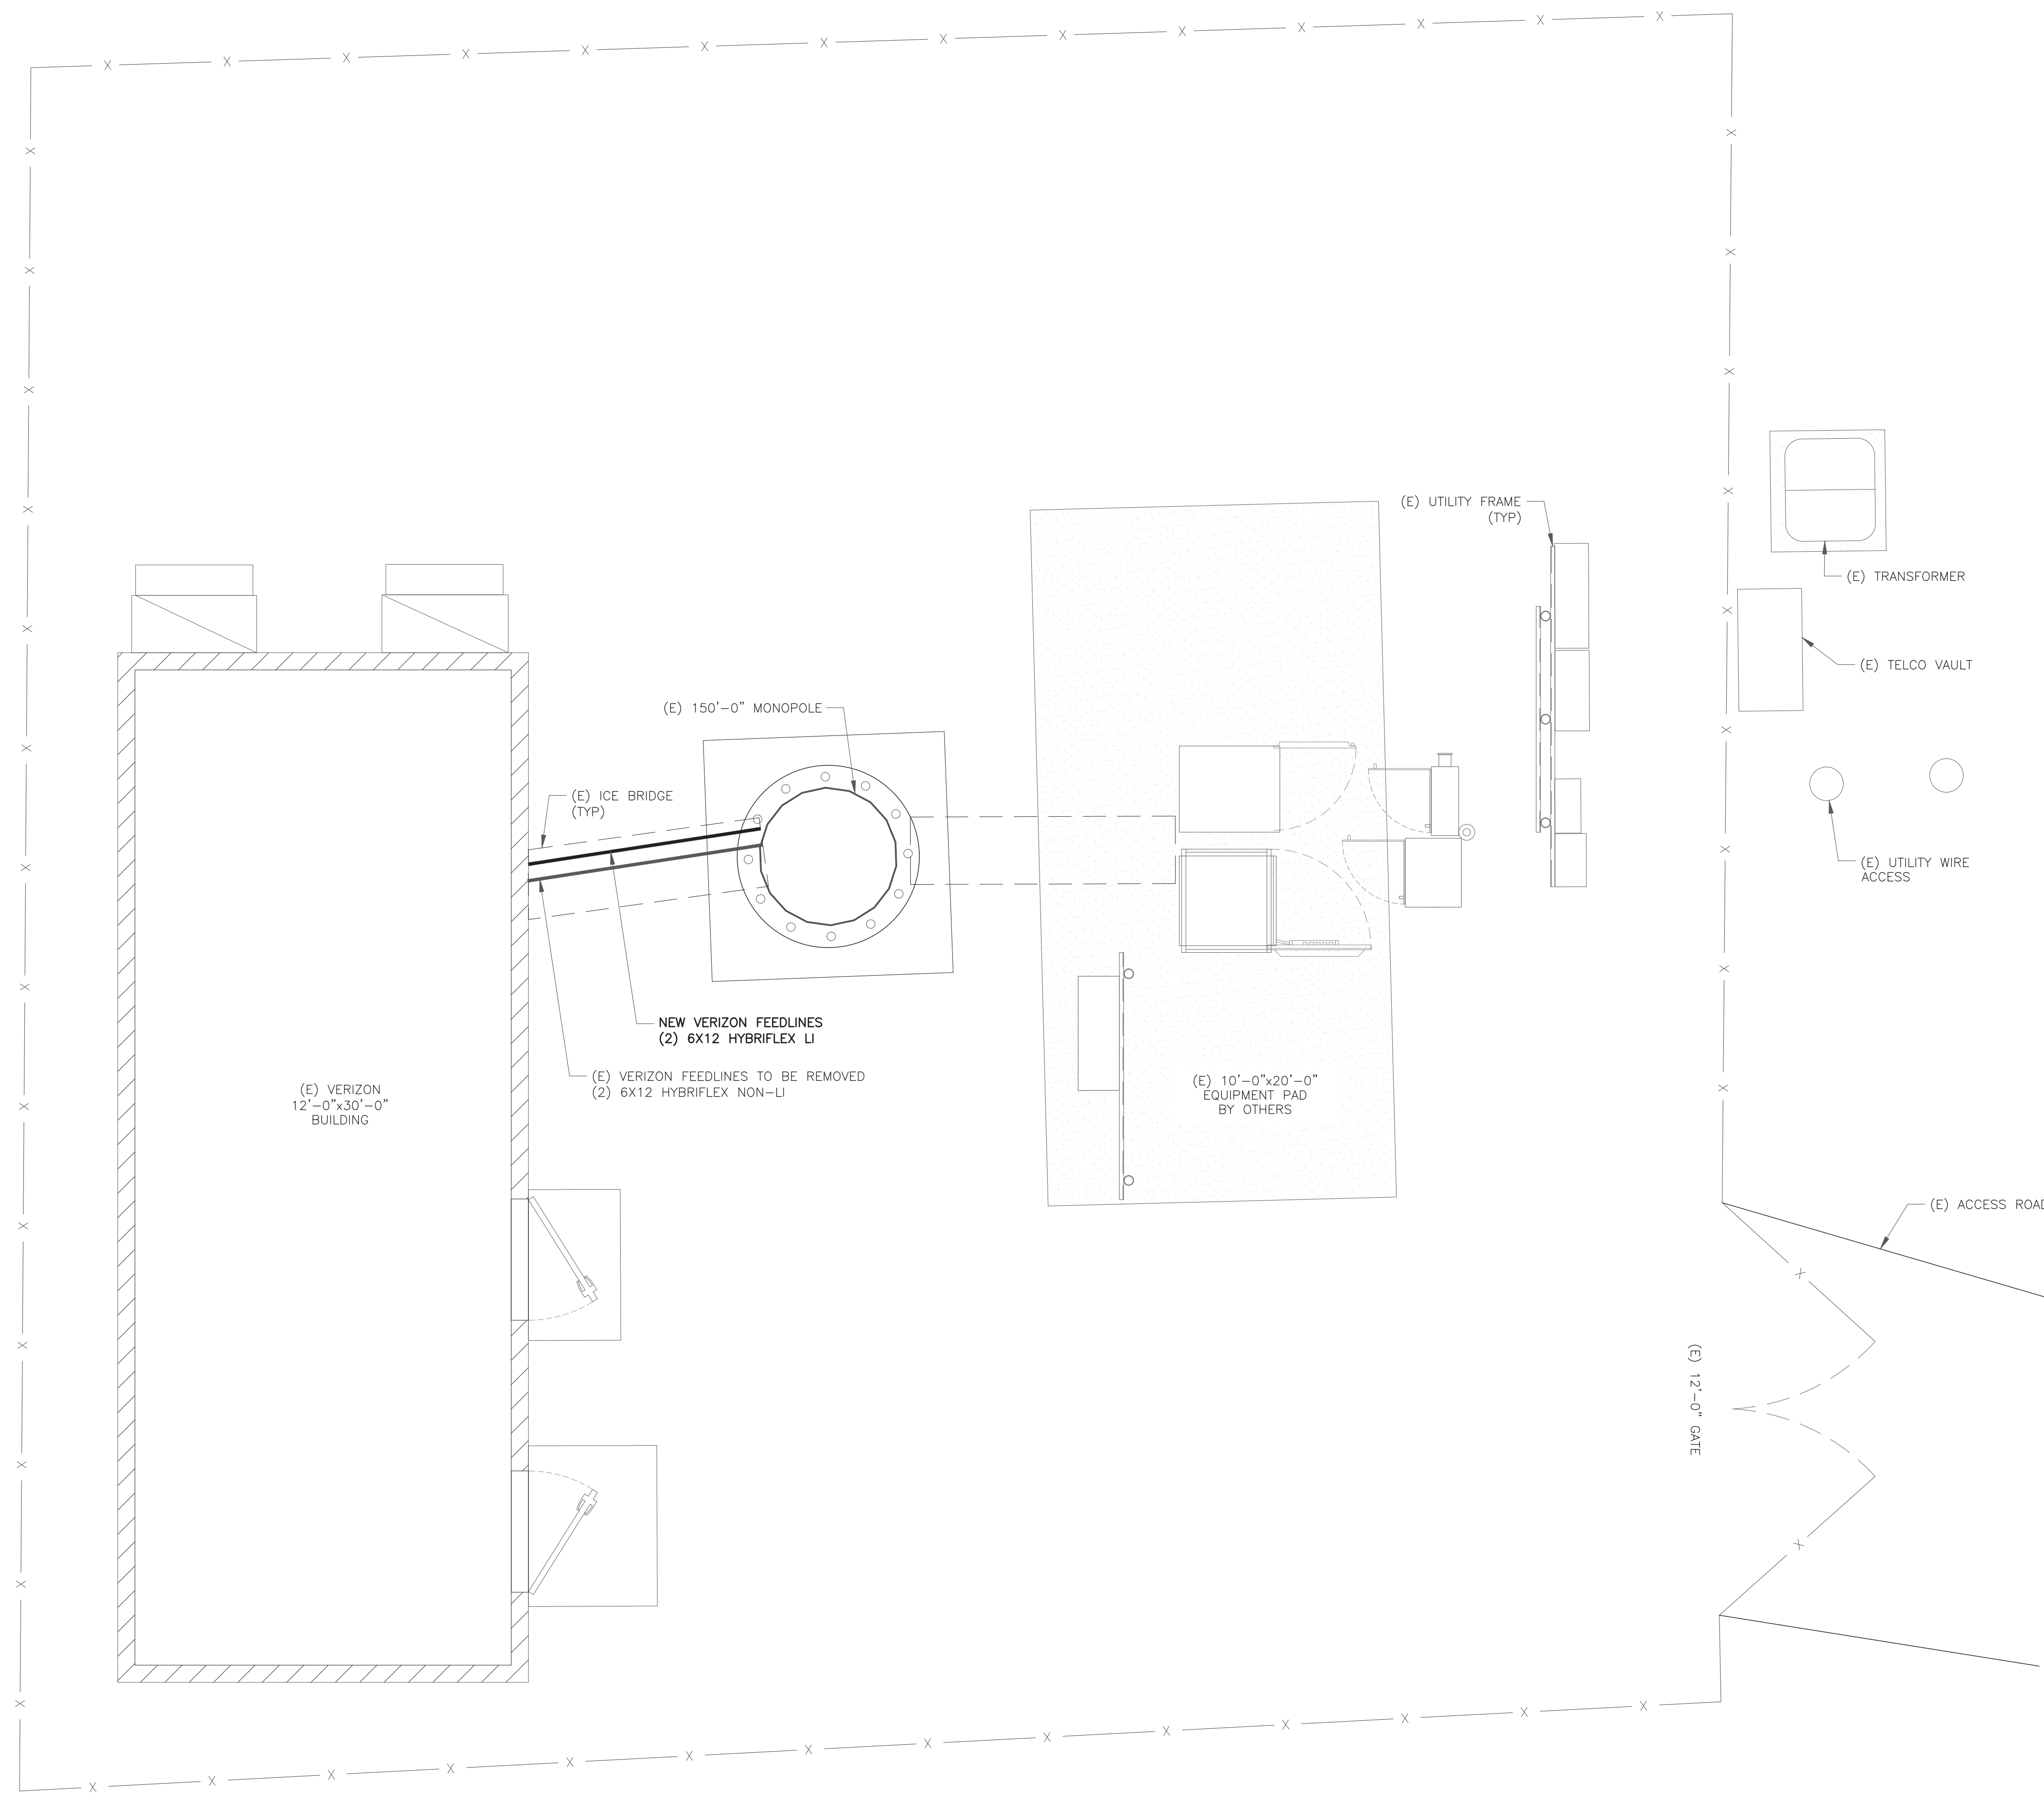 (E) UTILITY FRAME
(TYP)
(E) TRANSFORMER
(E) TELCO VAULT
(E) 150'-0" MONOPOLE
(E) ICE BRIDGE
(TYP)
(E) UTILITY WIRE
ACCESS
NEW VERIZON FEEDLINES
(2) 6X12 HYBRIFLEX LI
(E) VERIZON FEEDLINES TO BE REMOVED
(2) 6X12 HYBRIFLEX NON-LI
(E) VERIZON
12'-0"x30'-0"
BUILDING
(E) 10'-0"x20'-0"
EQUIPMENT PAD
BY OTHERS
(E) ACCESS ROAD
(E) 12'-0" GATE